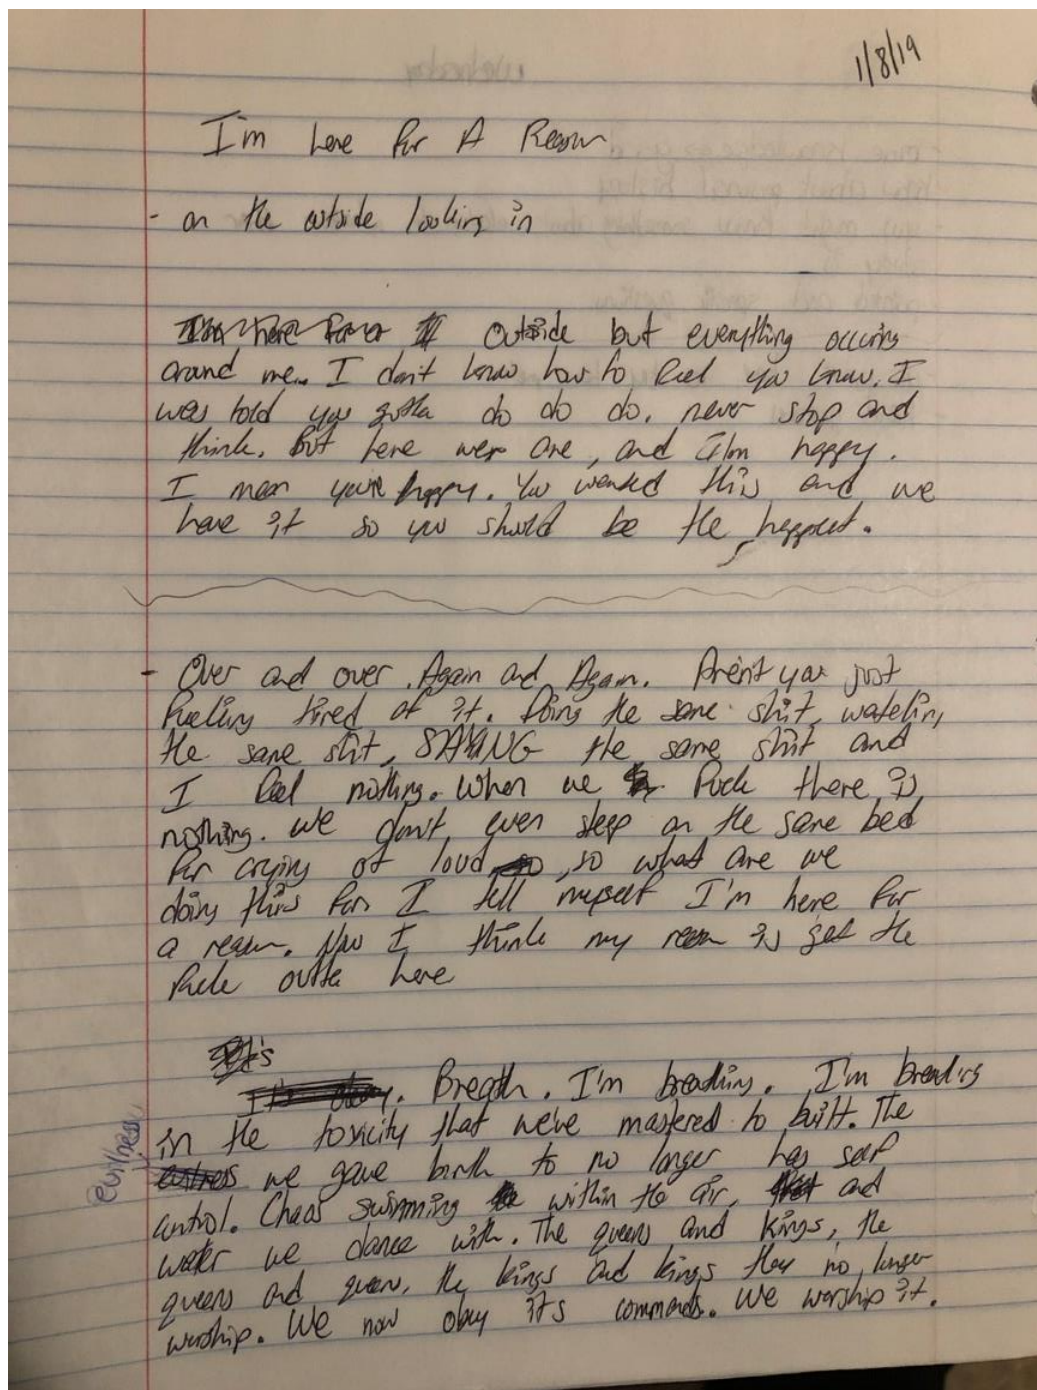 1/8/19
I'm here for A Reason
- on the outside looking in
Outside but everything occuring
around me. I don't know how to feel you know. I
was told you gotta do do do. never stop and
think. But here wer are, and I'm happy.
I mean you're happy. You wanted this and we
have it so you should be the happiest.
- Over and over. Again and Again. Aren't you just
fueling tired of it. Doing the same shit, watching
the same shit, SAYING the same shit and
I feel nothing. When we fuck there is
nothing. we don't even sleep on the same bed
for crying ot loud, so what are we
doing this for. I tell myself I'm here for
a reason. Now I think my reason is get the
fuck outta here
Breath. I'm breathing. I'm breathing
in the toxicity that we've mastered to built. The
evilness
we gave birth to no longer has self
control. Chaos swimming within the air, and
water we dance with. The queens and kings, the
queens and queens, the kings and kings they no longer
worship. We now obey it's commands. We worship it.